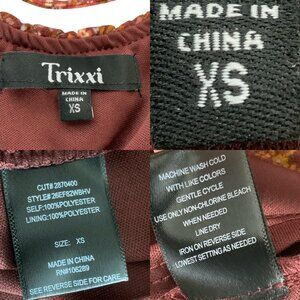 Trixxi
MADE IN
CHINA
XS
MADE IN
CHINA
XS
CUT# 2870400
SELF:100%POLYESTER
LINING:100%POLYESTER
SIZE: XS
MADE IN CHINA
RN#106289
SEE REVERSE SIDE FOR CARE.
MACHINE WASH COLD
WITH LIKE COLORS
GENTLE CYCLE
USE ONLY NON-CHLORINE BLEACH
WHEN NEEDED
LINE DRY
IRON ON REVERSE SIDE
LOWEST SETTING AS NEEDED.